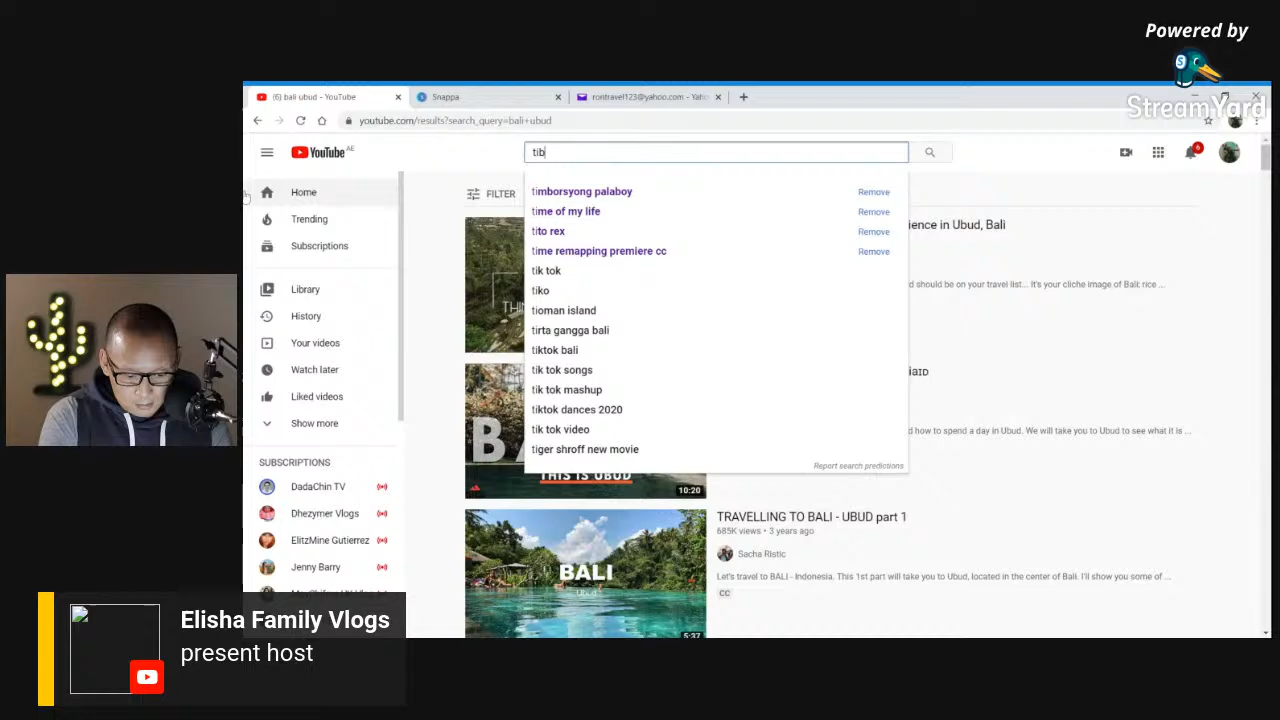 Powered by
StreamYard
(6) bali ubud - YouTube
Snappa
rontravel123@yahoo.com - Yaho
youtube.com/results?search_query=bali+ubud
YouTube AE
tib
6
FILTER
Home
Trending
Subscriptions
Library
History
Your videos
Watch later
Liked videos
Show more
SUBSCRIPTIONS
DadaChin TV
Dhezymer Vlogs
ElitzMine Gutierrez
Jenny Barry
timborsyong palaboy Remove
time of my life Remove
tito rex Remove
time remapping premiere cc Remove
tik tok
tiko
tioman island
tirta gangga bali
tiktok bali
tik tok songs
tik tok mashup
tiktok dances 2020
tik tok video
tiger shroff new movie
Report search predictions
ience in Ubud, Bali
d should be on your travel list... It's your cliche image of Bali: rice ...
iaID
d how to spend a day in Ubud. We will take you to Ubud to see what it is ...
THIN
BA
THIS IS UBUD
10:20
BALI
Ubud
5:37
TRAVELLING TO BALI - UBUD part 1
685K views • 3 years ago
Sacha Ristic
Let's travel to BALI - Indonesia. This 1st part will take you to Ubud, located in the center of Bali. I'll show you some of ...
CC
Elisha Family Vlogs
present host